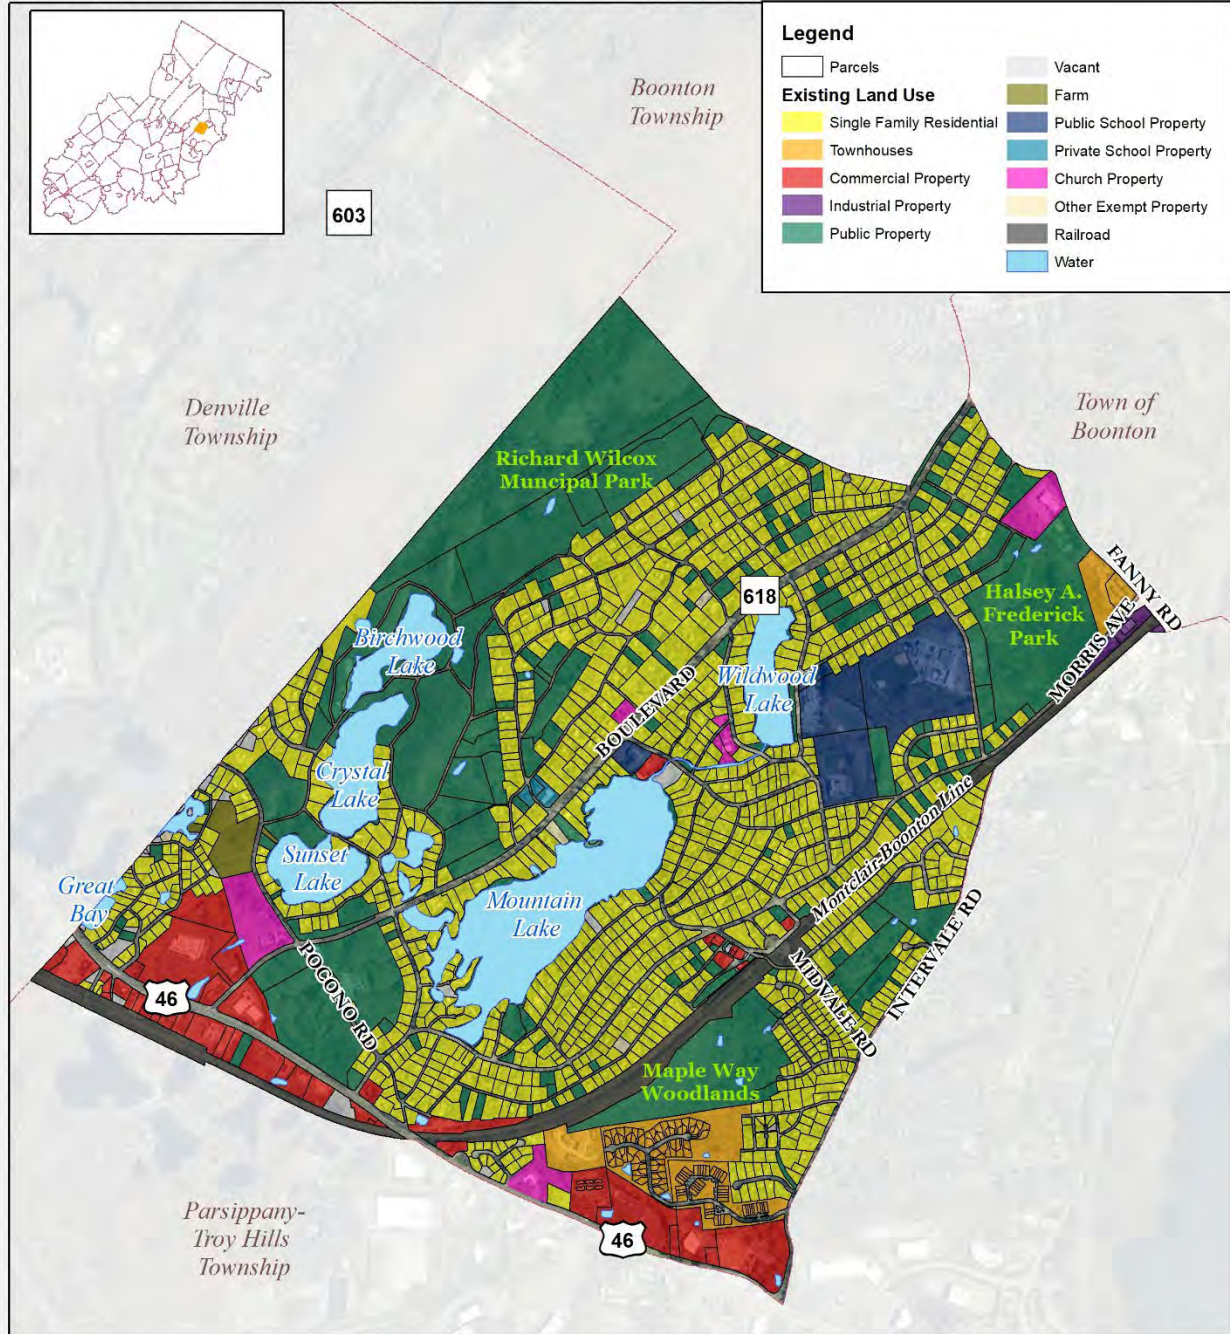 Legend
Parcels
Existing Land Use
Single Family Residential
Townhouses
Commercial Property
Industrial Property
Public Property
Vacant
Farm
Public School Property
Private School Property
Church Property
Other Exempt Property
Railroad
Water
603
Boonton
Township
Denville
Township
Town of
Boonton
Richard Wilcox
Muncipal Park
618
Halsey A.
Frederick
Park
FANNY RD
MORRIS AVE
Birchwood
Lake
Wildwood
Lake
BOULEVARD
Crystal
Lake
Sunset
Lake
Great
Bay
Mountain
Lake
Montclair-Boonton Line
INTERVALE RD
MIDVALE RD
POCONO RD
46
Maple Way
Woodlands
Parsippany-
Troy Hills
Township
46